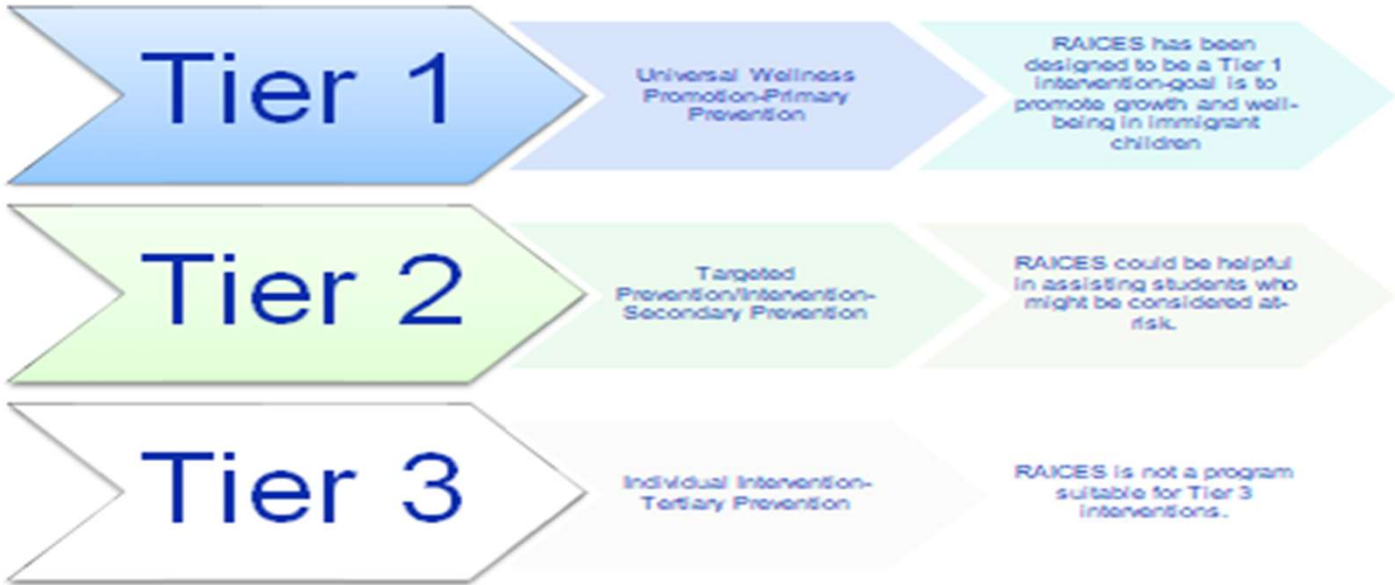 Tier 1
Universal Wellness
Promotion-Primary
Prevention
RAICES has been
designed to be a Tier 1
intervention-goal is to
promote growth and well-
being in immigrant
children
Tier 2
Targeted
Prevention/Intervention-
Secondary Prevention
RAICES could be helpful
in assisting students who
might be considered at-
risk.
Tier 3
Individual Intervention-
Tertiary Prevention
RAICES is not a program
suitable for Tier 3
interventions.